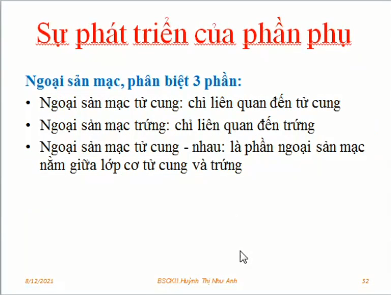 Sự phát triển của phần phụ
Ngoại sản mạc, phân biệt 3 phần:
• Ngoại sản mạc tử cung: chỉ liên quan đến tử cung
• Ngoại sản mạc trứng: chỉ liên quan đến trứng
• Ngoại sản mạc tử cung - nhau: là phần ngoại sản mạc
nằm giữa lớp cơ tử cung và trứng
8/12/2021
BSCKII.Huỳnh Thị Như Anh
52